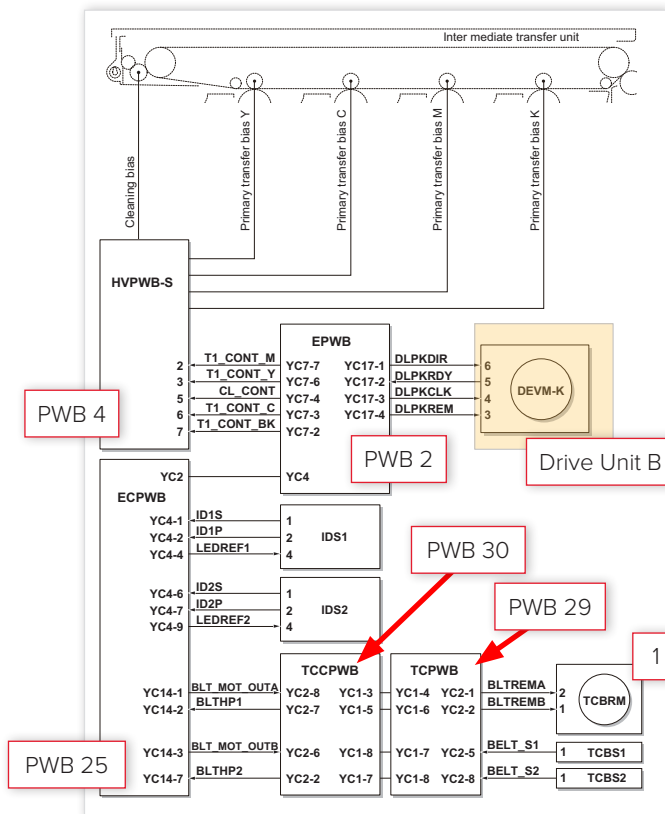 Inter mediate transfer unit
Cleaning bias
Primary transfer bias Y
Primary transfer bias C
Primary transfer bias M
Primary transfer bias K
HVPWB-S
EPWB
2 T1_CONT_M YC7-7 YC17-1 DLPKDIR 6
3 T1_CONT_Y YC7-6 YC17-2 DLPKRDY 5
5 CL_CONT YC7-4 YC17-3 DLPKCLK 4
6 T1_CONT_C YC7-3 YC17-4 DLPKREM 3
7 T1_CONT_BK YC7-2
DEVM-K
PWB 4
PWB 2
Drive Unit B
YC2 YC4
ECPWB
YC4-1 ID1S 1
YC4-2 ID1P 2
YC4-4 LEDREF1 4
IDS1
YC4-6 ID2S 1
YC4-7 ID2P 2
YC4-9 LEDREF2 4
IDS2
PWB 30
PWB 29
1
TCCPWB
TCPWB
YC14-1 BLT_MOT_OUTA YC2-8 YC1-3 YC1-4 YC2-1 BLTREMA 2
YC14-2 BLTHP1 YC2-7 YC1-5 YC1-6 YC2-2 BLTREMB 1
TCBRM
YC14-3 BLT_MOT_OUTB YC2-6 YC1-8 YC1-7 YC2-5 BELT_S1 1 TCBS1
YC14-7 BLTHP2 YC2-2 YC1-7 YC1-8 YC2-8 BELT_S2 1 TCBS2
PWB 25